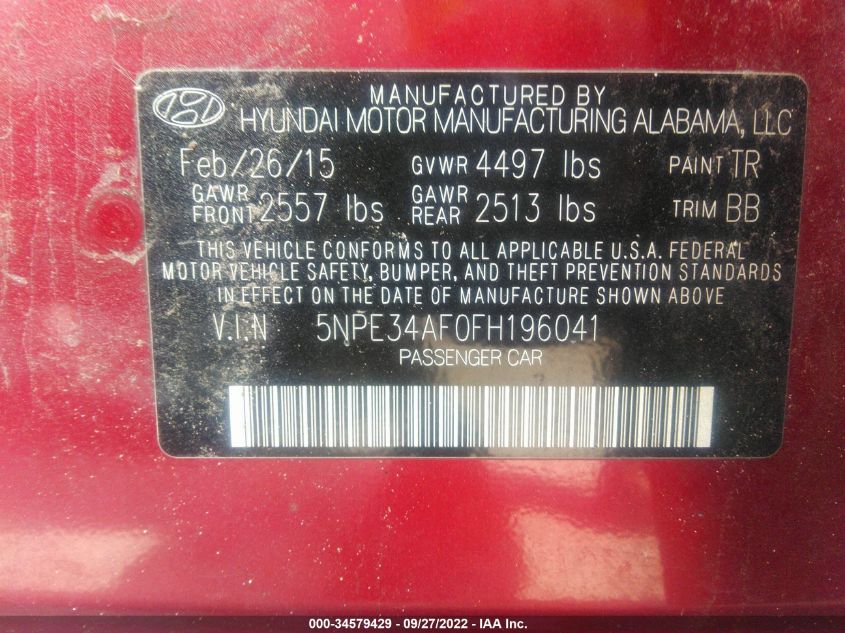 MANUFACTURED BY
HYUNDAI MOTOR MANUFACTURING ALABAMA, LLC
Feb/26/15 GVWR 4497 lbs PAINT TR
GAWR FRONT 2557 lbs GAWR REAR 2513 lbs TRIM BB
THIS VEHICLE CONFORMS TO ALL APPLICABLE U.S.A. FEDERAL
MOTOR VEHICLE SAFETY, BUMPER, AND THEFT PREVENTION STANDARDS
IN EFFECT ON THE DATE OF MANUFACTURE SHOWN ABOVE
V.I.N 5NPE34AF0FH196041
PASSENGER CAR
000-34579429 - 09/27/2022 - IAA Inc.